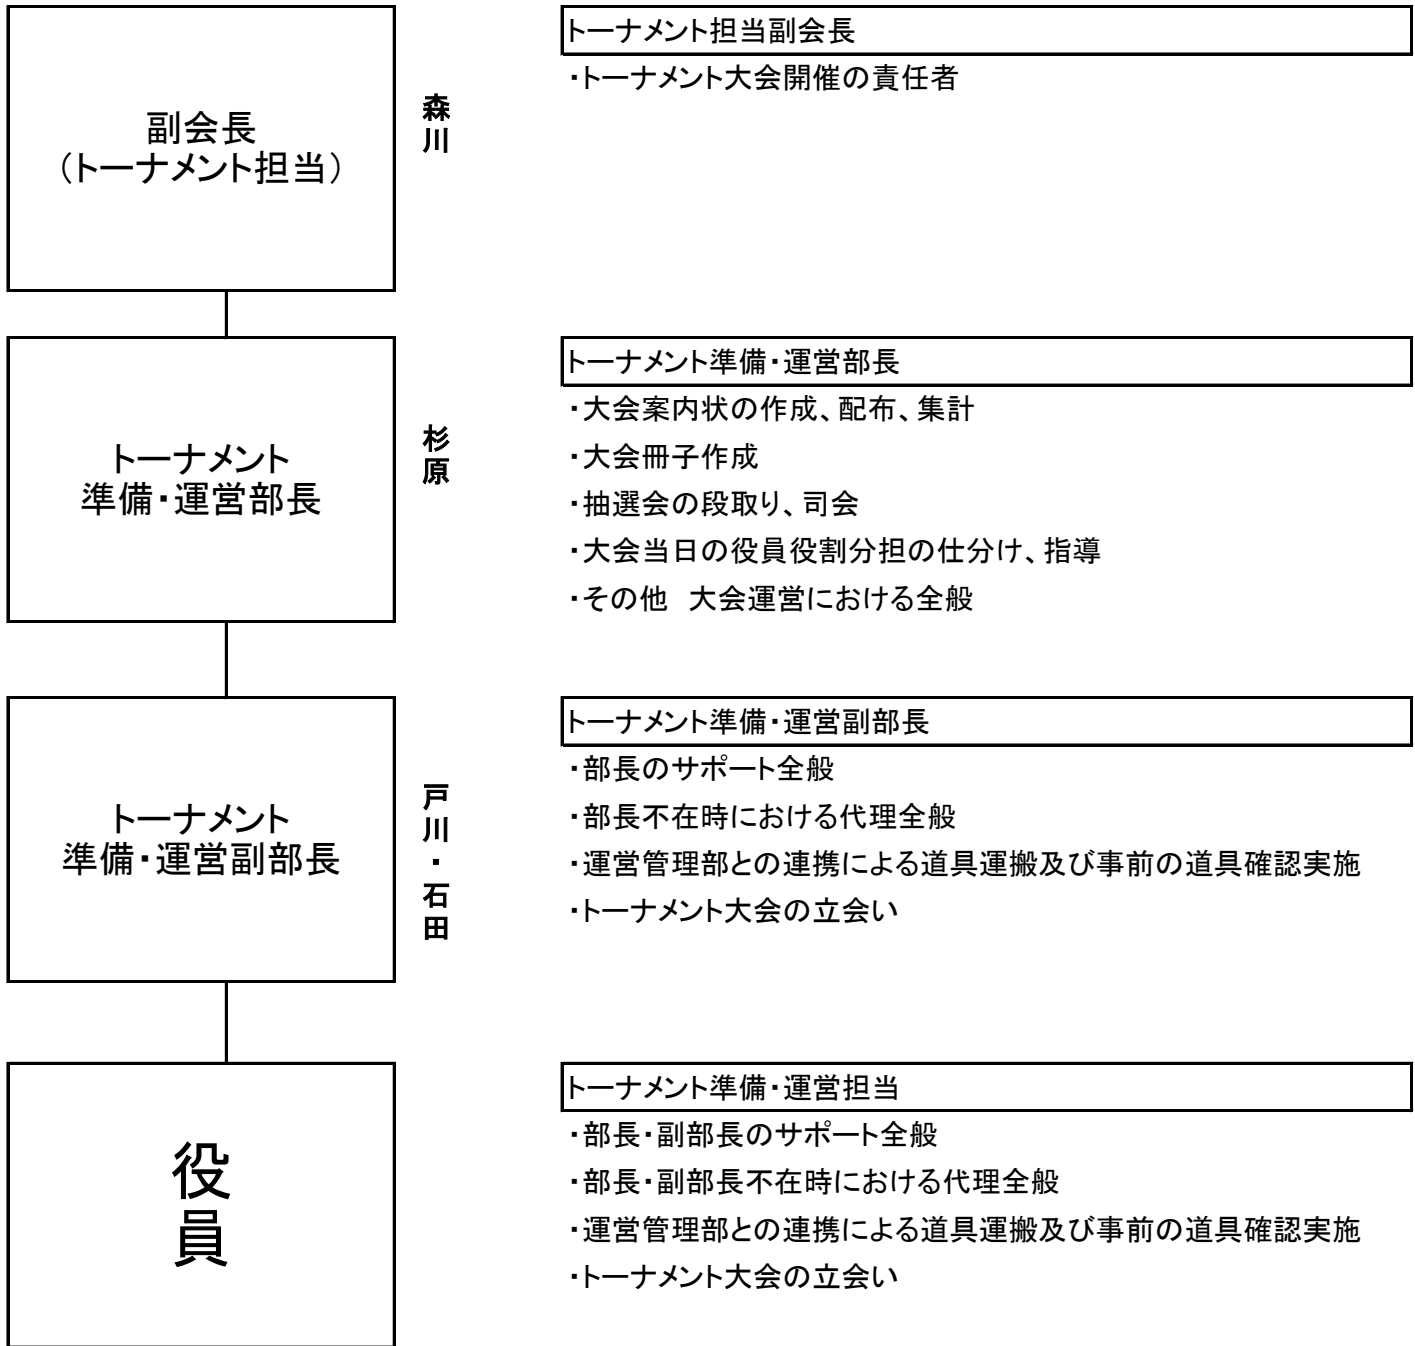 副会長
（トーナメント担当）
森川
トーナメント担当副会長
・トーナメント大会開催の責任者
トーナメント
準備・運営部長
杉原
トーナメント準備・運営部長
・大会案内状の作成、配布、集計
・大会冊子作成
・抽選会の段取り、司会
・大会当日の役員役割分担の仕分け、指導
・その他　大会運営における全般
トーナメント
準備・運営副部長
戸川・石田
トーナメント準備・運営副部長
・部長のサポート全般
・部長不在時における代理全般
・運営管理部との連携による道具運搬及び事前の道具確認実施
・トーナメント大会の立会い
役員
トーナメント準備・運営担当
・部長・副部長のサポート全般
・部長・副部長不在時における代理全般
・運営管理部との連携による道具運搬及び事前の道具確認実施
・トーナメント大会の立会い